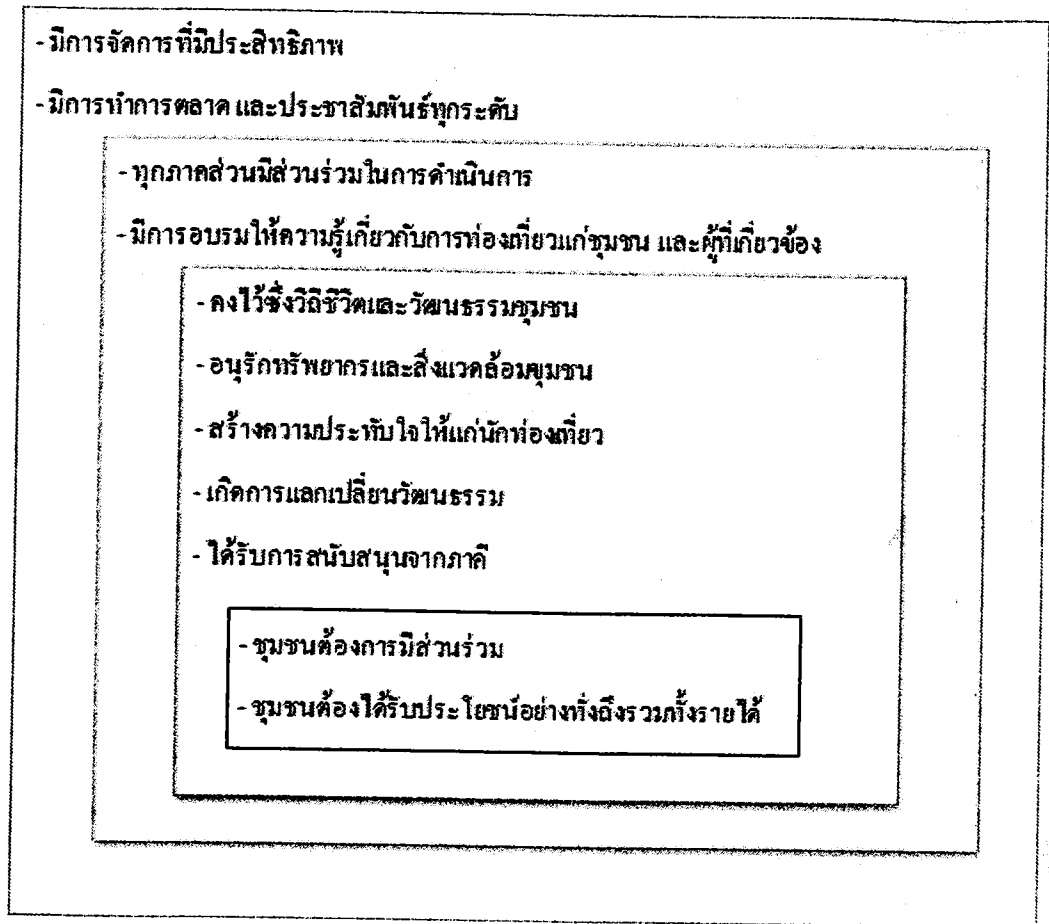 - มีการจัดการที่มีประสิทธิภาพ
- มีการทำการตลาด และประชาสัมพันธ์ทุกระดับ
- ทุกภาคส่วนมีส่วนร่วมในการดำเนินการ
- มีการอบรมให้ความรู้เกี่ยวกับการท่องเที่ยวแก่ชุมชน และผู้ที่เกี่ยวข้อง
- คงไว้ซึ่งวิถีชีวิตและวัฒนธรรมชุมชน
- อนุรักทรัพยากรและสิ่งแวดล้อมชุมชน
- สร้างความประทับใจให้แก่นักท่องเที่ยว
- เกิดการแลกเปลี่ยนวัฒนธรรม
- ได้รับการสนับสนุนจากภาคี
- ชุมชนต้องการมีส่วนร่วม
- ชุมชนต้องได้รับประโยชน์อย่างทั่งถึงรวมทั้งรายได้